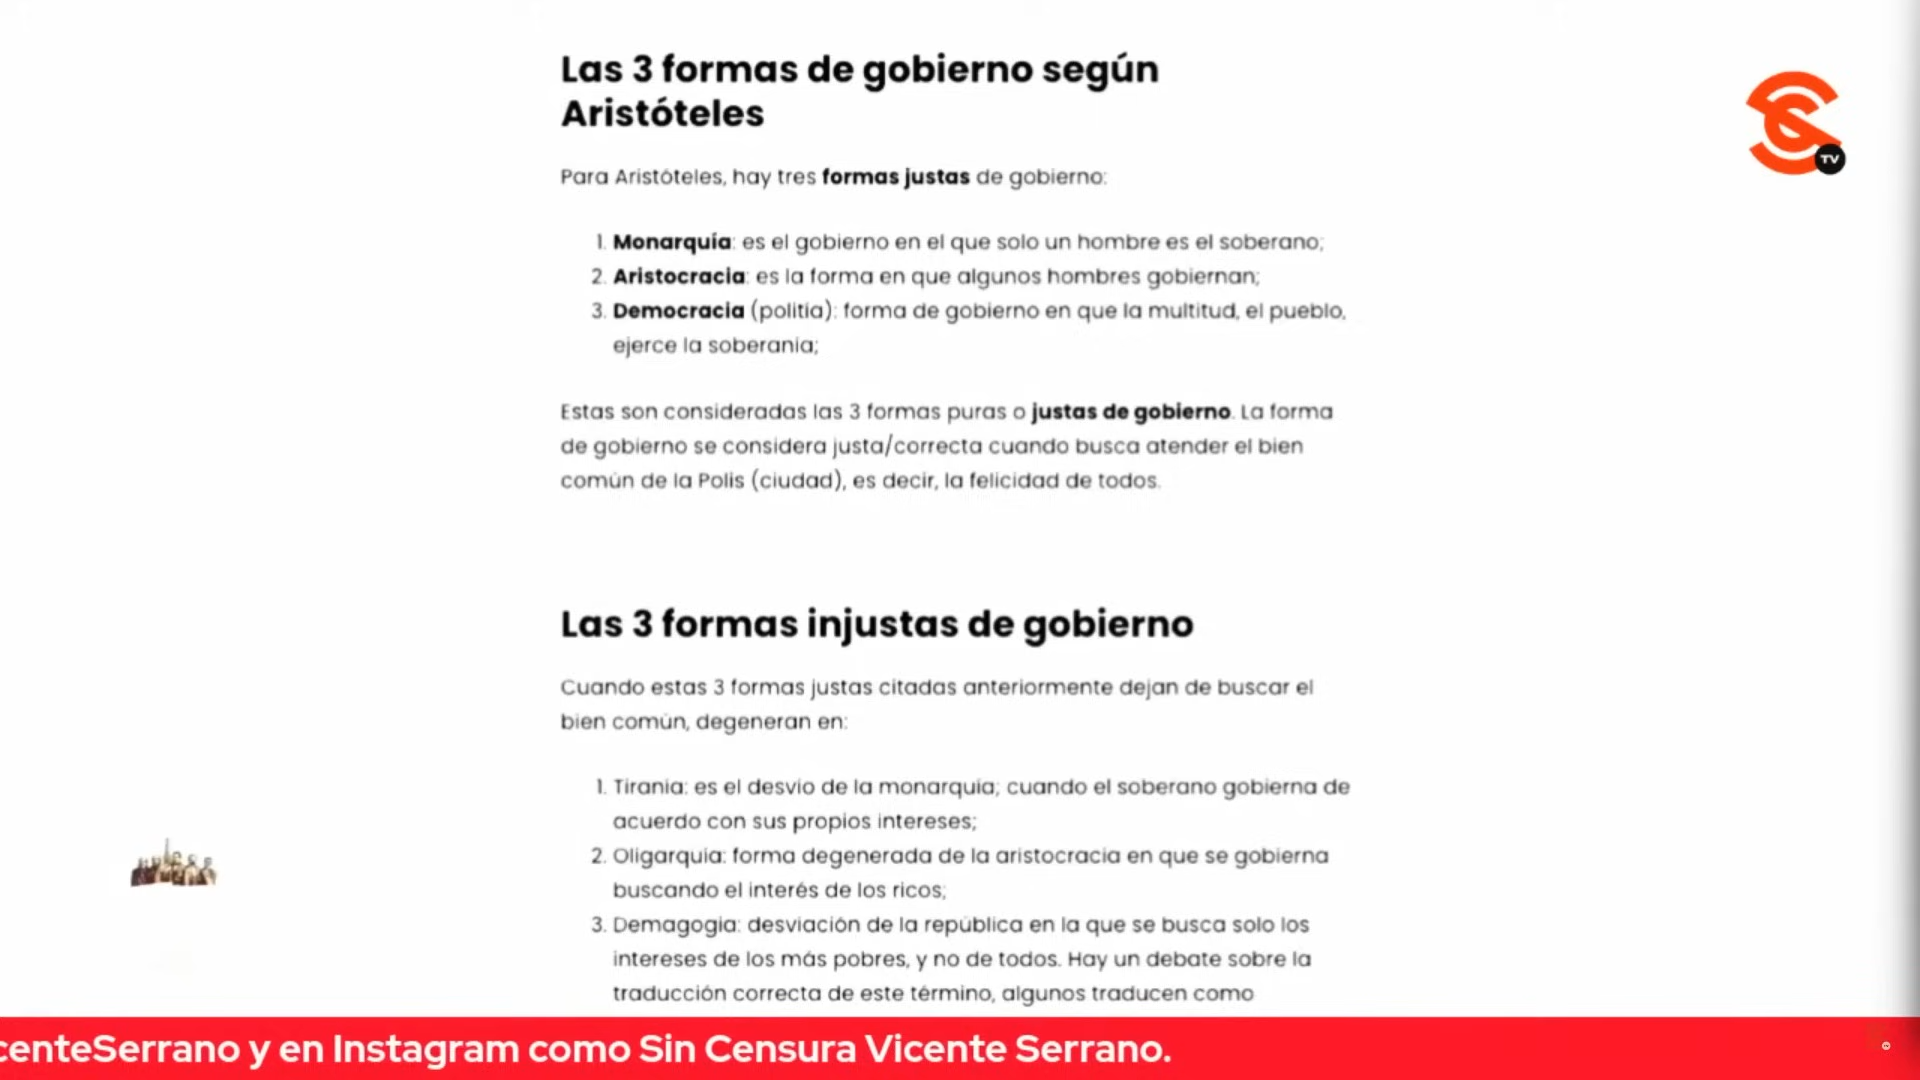 Las 3 formas de gobierno según
Aristóteles
TV
Para Aristóteles, hay tres formas justas de gobierno:
1. Monarquía: es el gobierno en el que solo un hombre es el soberano;
2. Aristocracia: es la forma en que algunos hombres gobiernan;
3. Democracia (politia): forma de gobierno en que la multitud, el pueblo,
ejerce la soberanía;
Estas son consideradas las 3 formas puras o justas de gobierno. La forma
de gobierno se considera justa/correcta cuando busca atender el bien
común de la Polis (ciudad), es decir, la felicidad de todos.
Las 3 formas injustas de gobierno
Cuando estas 3 formas justas citadas anteriormente dejan de buscar el
bien común, degeneran en:
1. Tiranía: es el desvío de la monarquía; cuando el soberano gobierna de
acuerdo con sus propios intereses;
2. Oligarquía: forma degenerada de la aristocracia en que se gobierna
buscando el interés de los ricos;
3. Demagogia: desviación de la república en la que se busca solo los
intereses de los más pobres, y no de todos. Hay un debate sobre la
traducción correcta de este término, algunos traducen como
centeSerrano y en Instagram como Sin Censura Vicente Serrano.